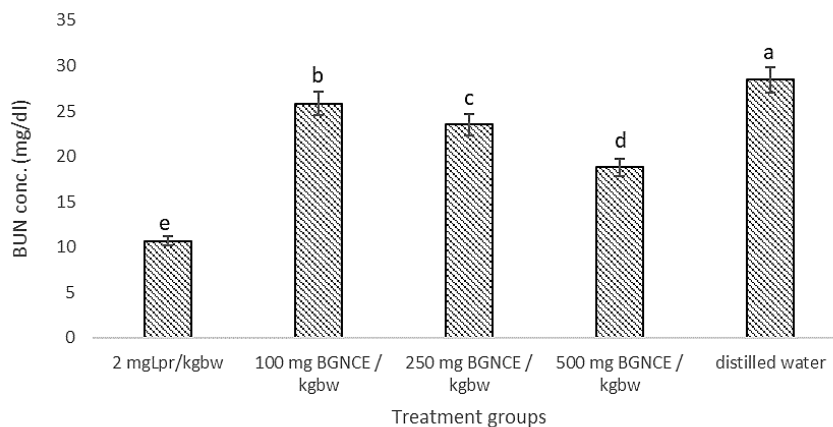 35
30
25
20
15
10
5
0
BUN conc. (mg/dl)
e
b
c
d
a
2 mgLpr/kgbw
100 mg BGNCE /
kgbw
250 mg BGNCE /
kgbw
500 mg BGNCE /
kgbw
distilled water
Treatment groups